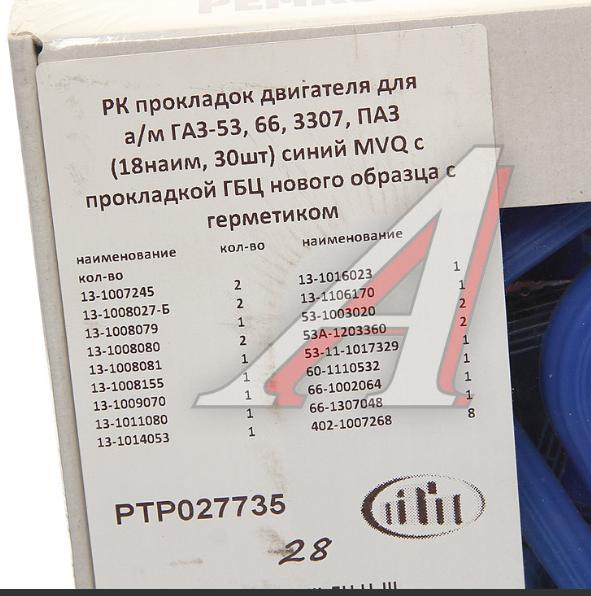 РК прокладок двигателя для
а/м ГАЗ-53, 66, 3307, ПАЗ
(18наим, 30шт) синий MVQ с
прокладкой ГБЦ нового образца с
герметиком
наименование кол-во наименование
кол-во
13-1007245 2 13-1016023 1
13-1008027-Б 2 13-1106170 1
13-1008079 1 53-1003020 2
13-1008080 2 53А-1203360 2
13-1008081 1 53-11-1017329 1
13-1008155 1 60-1110532 1
13-1009070 1 66-1002064 1
13-1011080 1 66-1307048 1
13-1014053 1 402-1007268 8
PTP027735
28